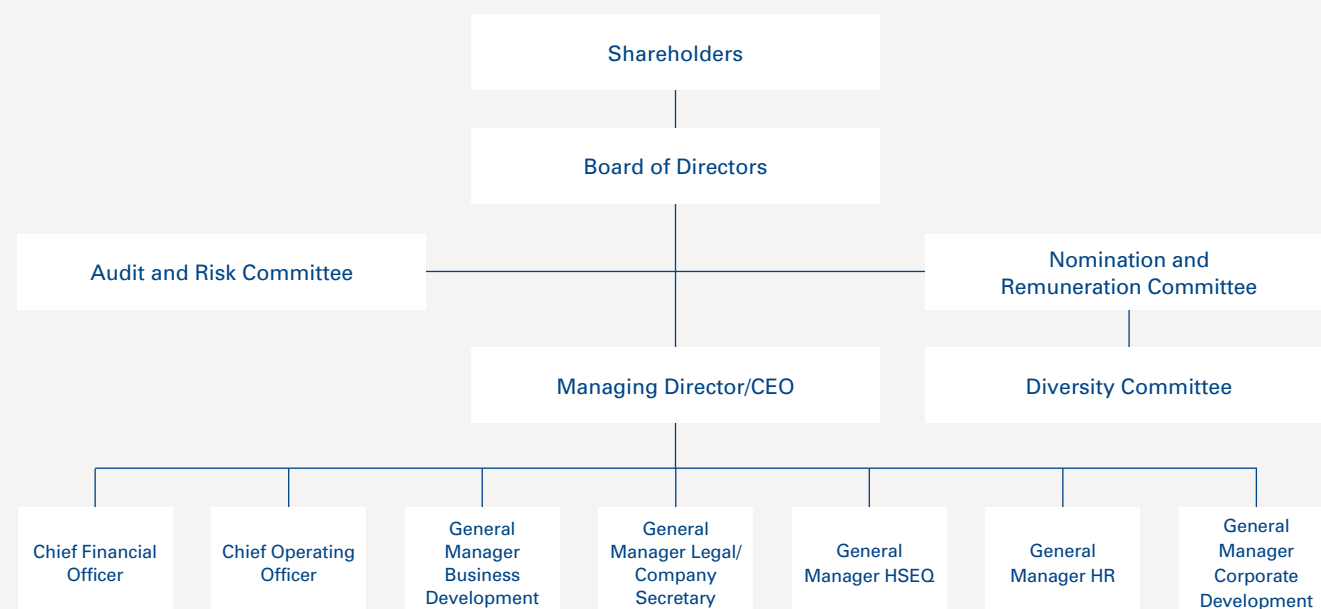 Shareholders
Board of Directors
Audit and Risk Committee
Nomination and
Remuneration Committee
Managing Director/CEO
Diversity Committee
Chief Financial
Officer
Chief Operating
Officer
General
Manager
Business
Development
General
Manager Legal/
Company
Secretary
General
Manager HSEQ
General
Manager HR
General
Manager
Corporate
Development